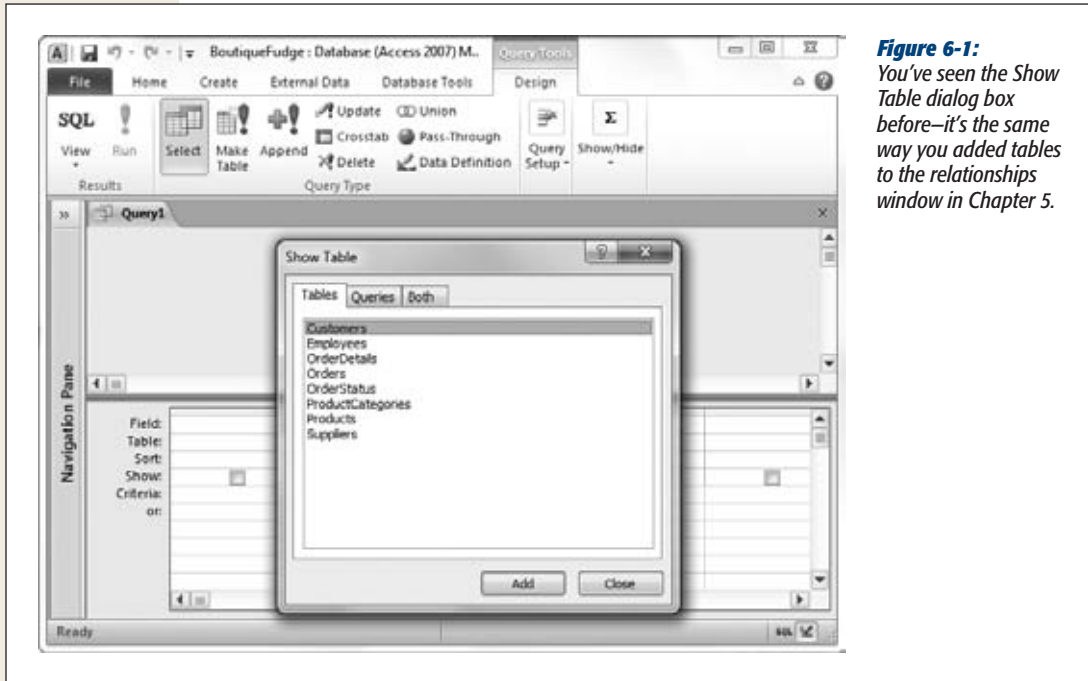 BoutiqueFudge : Database (Access 2007) M..
Query Tools
File Home Create External Data Database Tools Design
SQL View
Run
Results
Select
Make Table
Append
Update
Crosstab
Delete
Union
Pass-Through
Data Definition
Query Type
Query Setup
Show/Hide
Query1
Navigation Pane
Show Table
Tables Queries Both
Customers
Employees
OrderDetails
Orders
OrderStatus
ProductCategories
Products
Suppliers
Add Close
Field:
Table:
Sort:
Show:
Criteria:
or:
Ready
SQL
Figure 6-1:
You've seen the Show
Table dialog box
before—it's the same
way you added tables
to the relationships
window in Chapter 5.